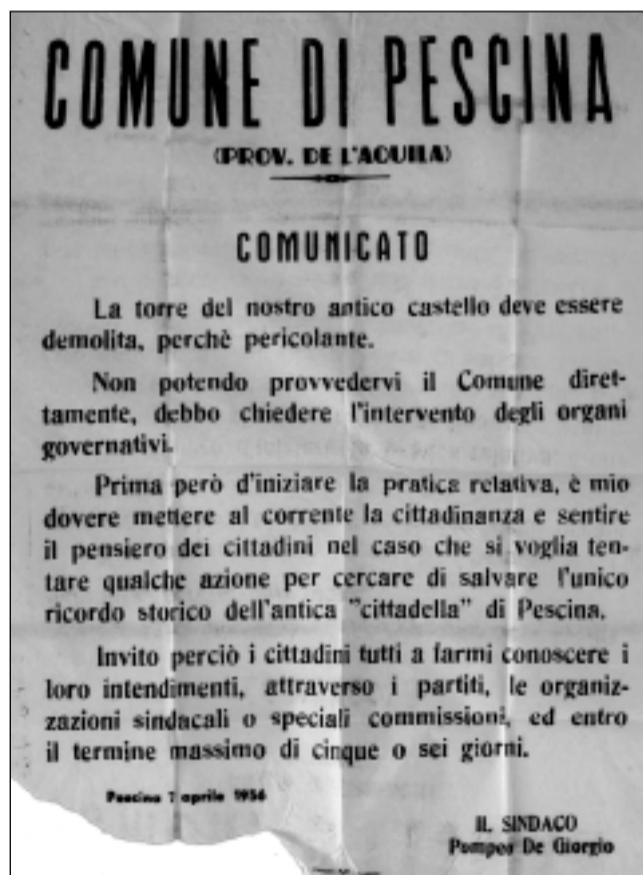 COMUNE DI PESCINA
(PROV. DE L'AQUILA)
COMUNICATO
La torre del nostro antico castello deve essere
demolita, perchè pericolante.
Non potendo provvedervi il Comune diret-
tamente, debbo chiedere l'intervento degli organi
governativi.
Prima però d'iniziare la pratica relativa, è mio
dovere mettere al corrente la cittadinanza e sentire
il pensiero dei cittadini nel caso che si voglia ten-
tare qualche azione per cercare di salvare l'unico
ricordo storico dell'antica "cittadella" di Pescina.
Invito perciò i cittadini tutti a farmi conoscere i
loro intendimenti, attraverso i partiti, le organiz-
zazioni sindacali o speciali commissioni, ed entro
il termine massimo di cinque o sei giorni.
Pescina 7 aprile 1956
IL SINDACO
Pompeo De Giorgio